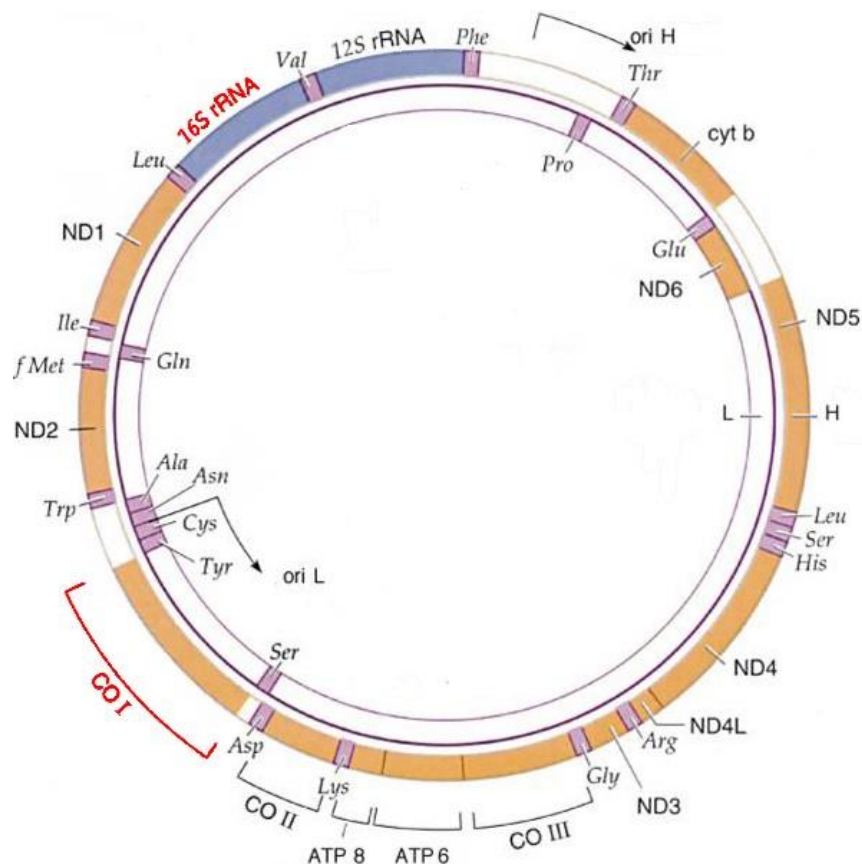 ori H
Phe
12S rRNA
Val
16S rRNA
Thr
cyt b
Pro
Leu
Glu
ND6
ND1
ND5
Ile
f Met
Gln
L
H
ND2
Ala
Asn
Cys
Tyr
Trp
ori L
Leu
Ser
His
CO I
Ser
ND4
ND4L
Asp
Arg
Lys
Gly
ND3
CO II
CO III
ATP 8
ATP 6